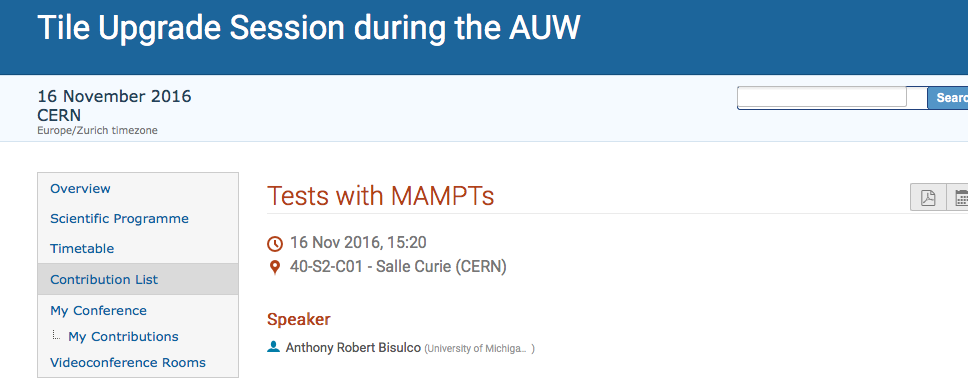 Tile Upgrade Session during the AUW
16 November 2016
CERN
Europe/Zurich timezone
Searc
Overview
Scientific Programme
Timetable
Contribution List
My Conference
My Contributions
Videoconference Rooms
Tests with MAMPTs
16 Nov 2016, 15:20
40-S2-C01 - Salle Curie (CERN)
Speaker
Anthony Robert Bisulco (University of Michiga... )